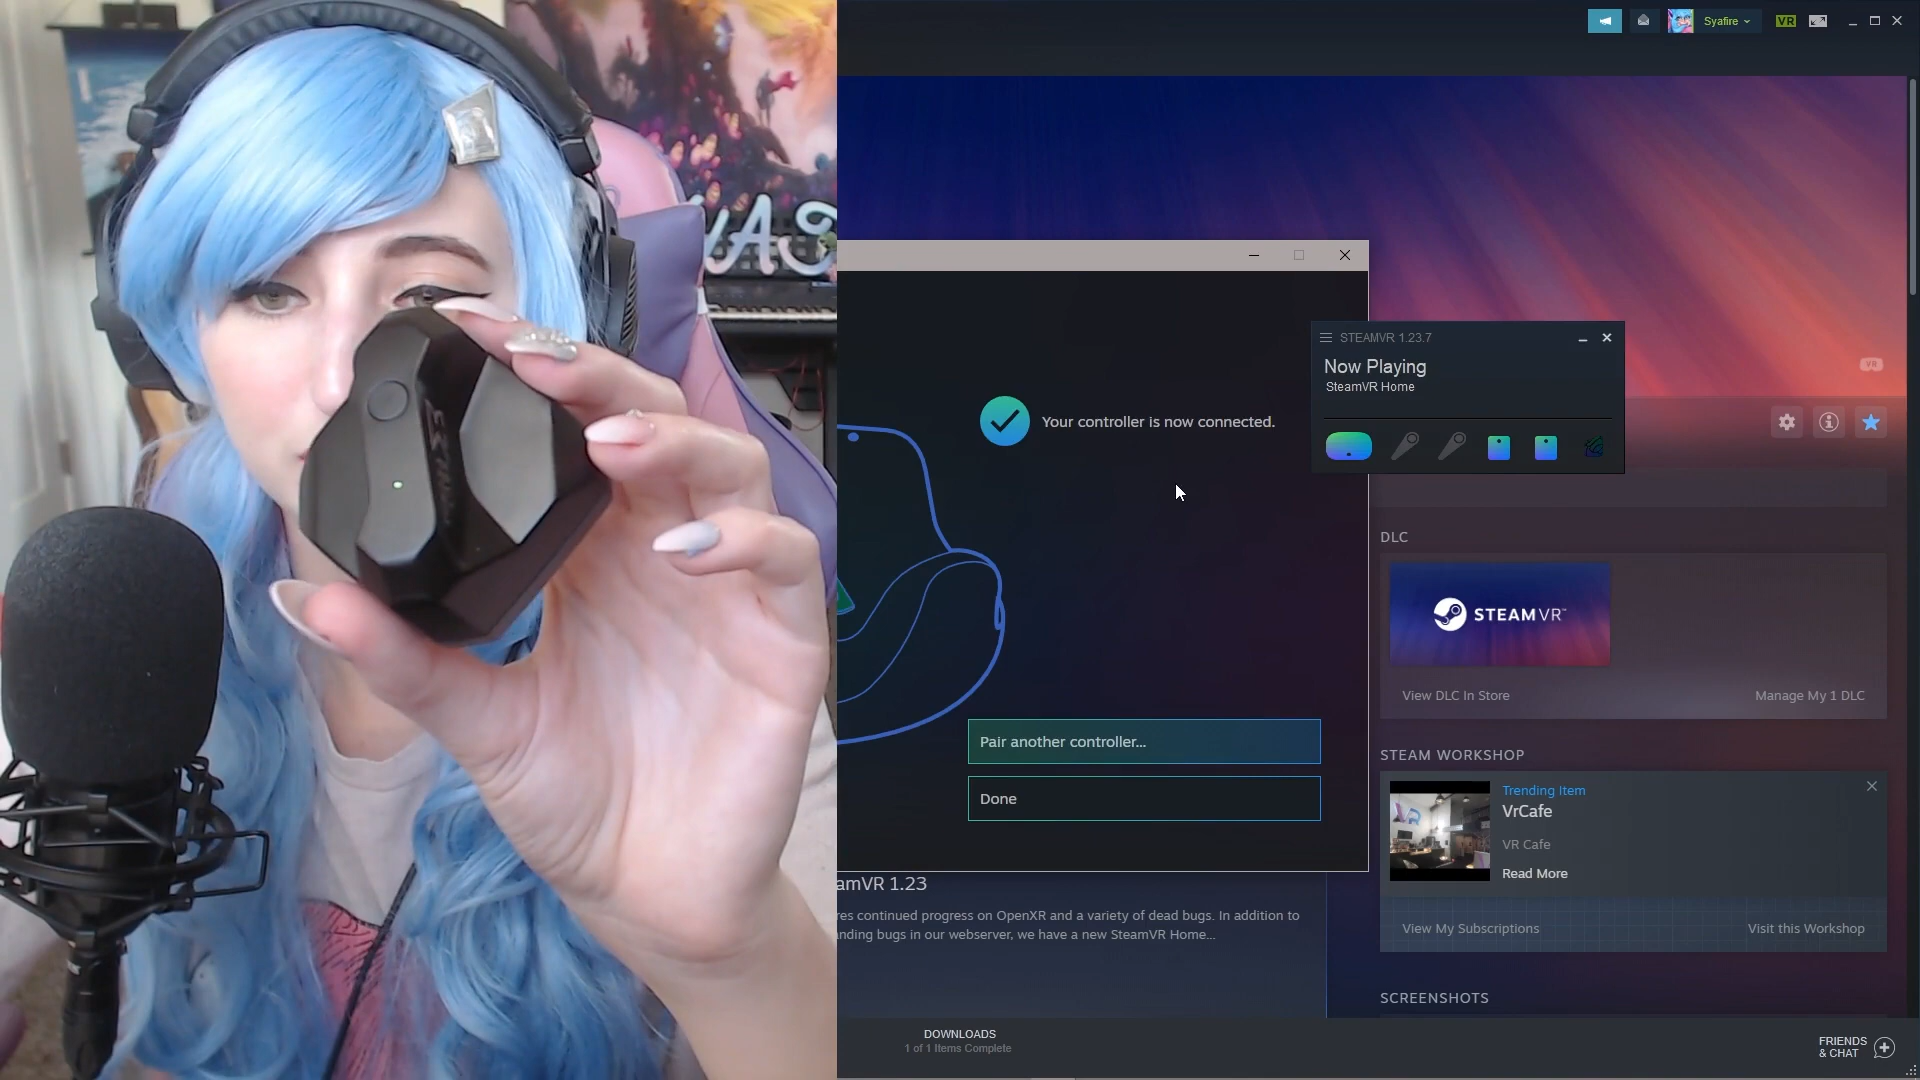 Syafire
VR
STEAMVR 1.23.7
Now Playing
SteamVR Home
Your controller is now connected.
DLC
STEAM VR™
View DLC In Store
Manage My 1 DLC
Pair another controller...
Done
STEAM WORKSHOP
Trending Item
VrCafe
VR Cafe
Read More
View My Subscriptions
Visit this Workshop
amVR 1.23
res continued progress on OpenXR and a variety of dead bugs. In addition to
anding bugs in our webserver, we have a new SteamVR Home...
SCREENSHOTS
DOWNLOADS
1 of 1 Items Complete
FRIENDS
& CHAT